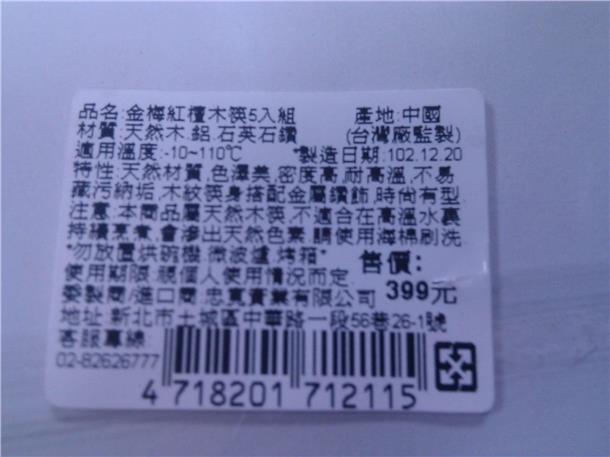 品名:金梅紅檀木筷5入組 產地:中國
材質:天然木.鋁.石英石鑽 (台灣廠監製)
適用溫度:-10~110℃ *製造日期:102.12.20
特性:天然材質,色澤美,密度高,耐高溫,不易
藏污納垢,木紋筷身搭配金屬鑽飾,時尚有型.
注意:本商品屬天然木筷,不適合在高溫水裏
持續烹煮,會滲出天然色素.請使用海棉刷洗.
*勿放置烘碗機.微波爐.烤箱*
售價:
使用期限:視個人使用情況而定
399元
委製商/進口商:忠 實業有限公司
地址:新北市土城區中華路一段56巷26-1號
客服專線:
02-82626777
4 718201 712115